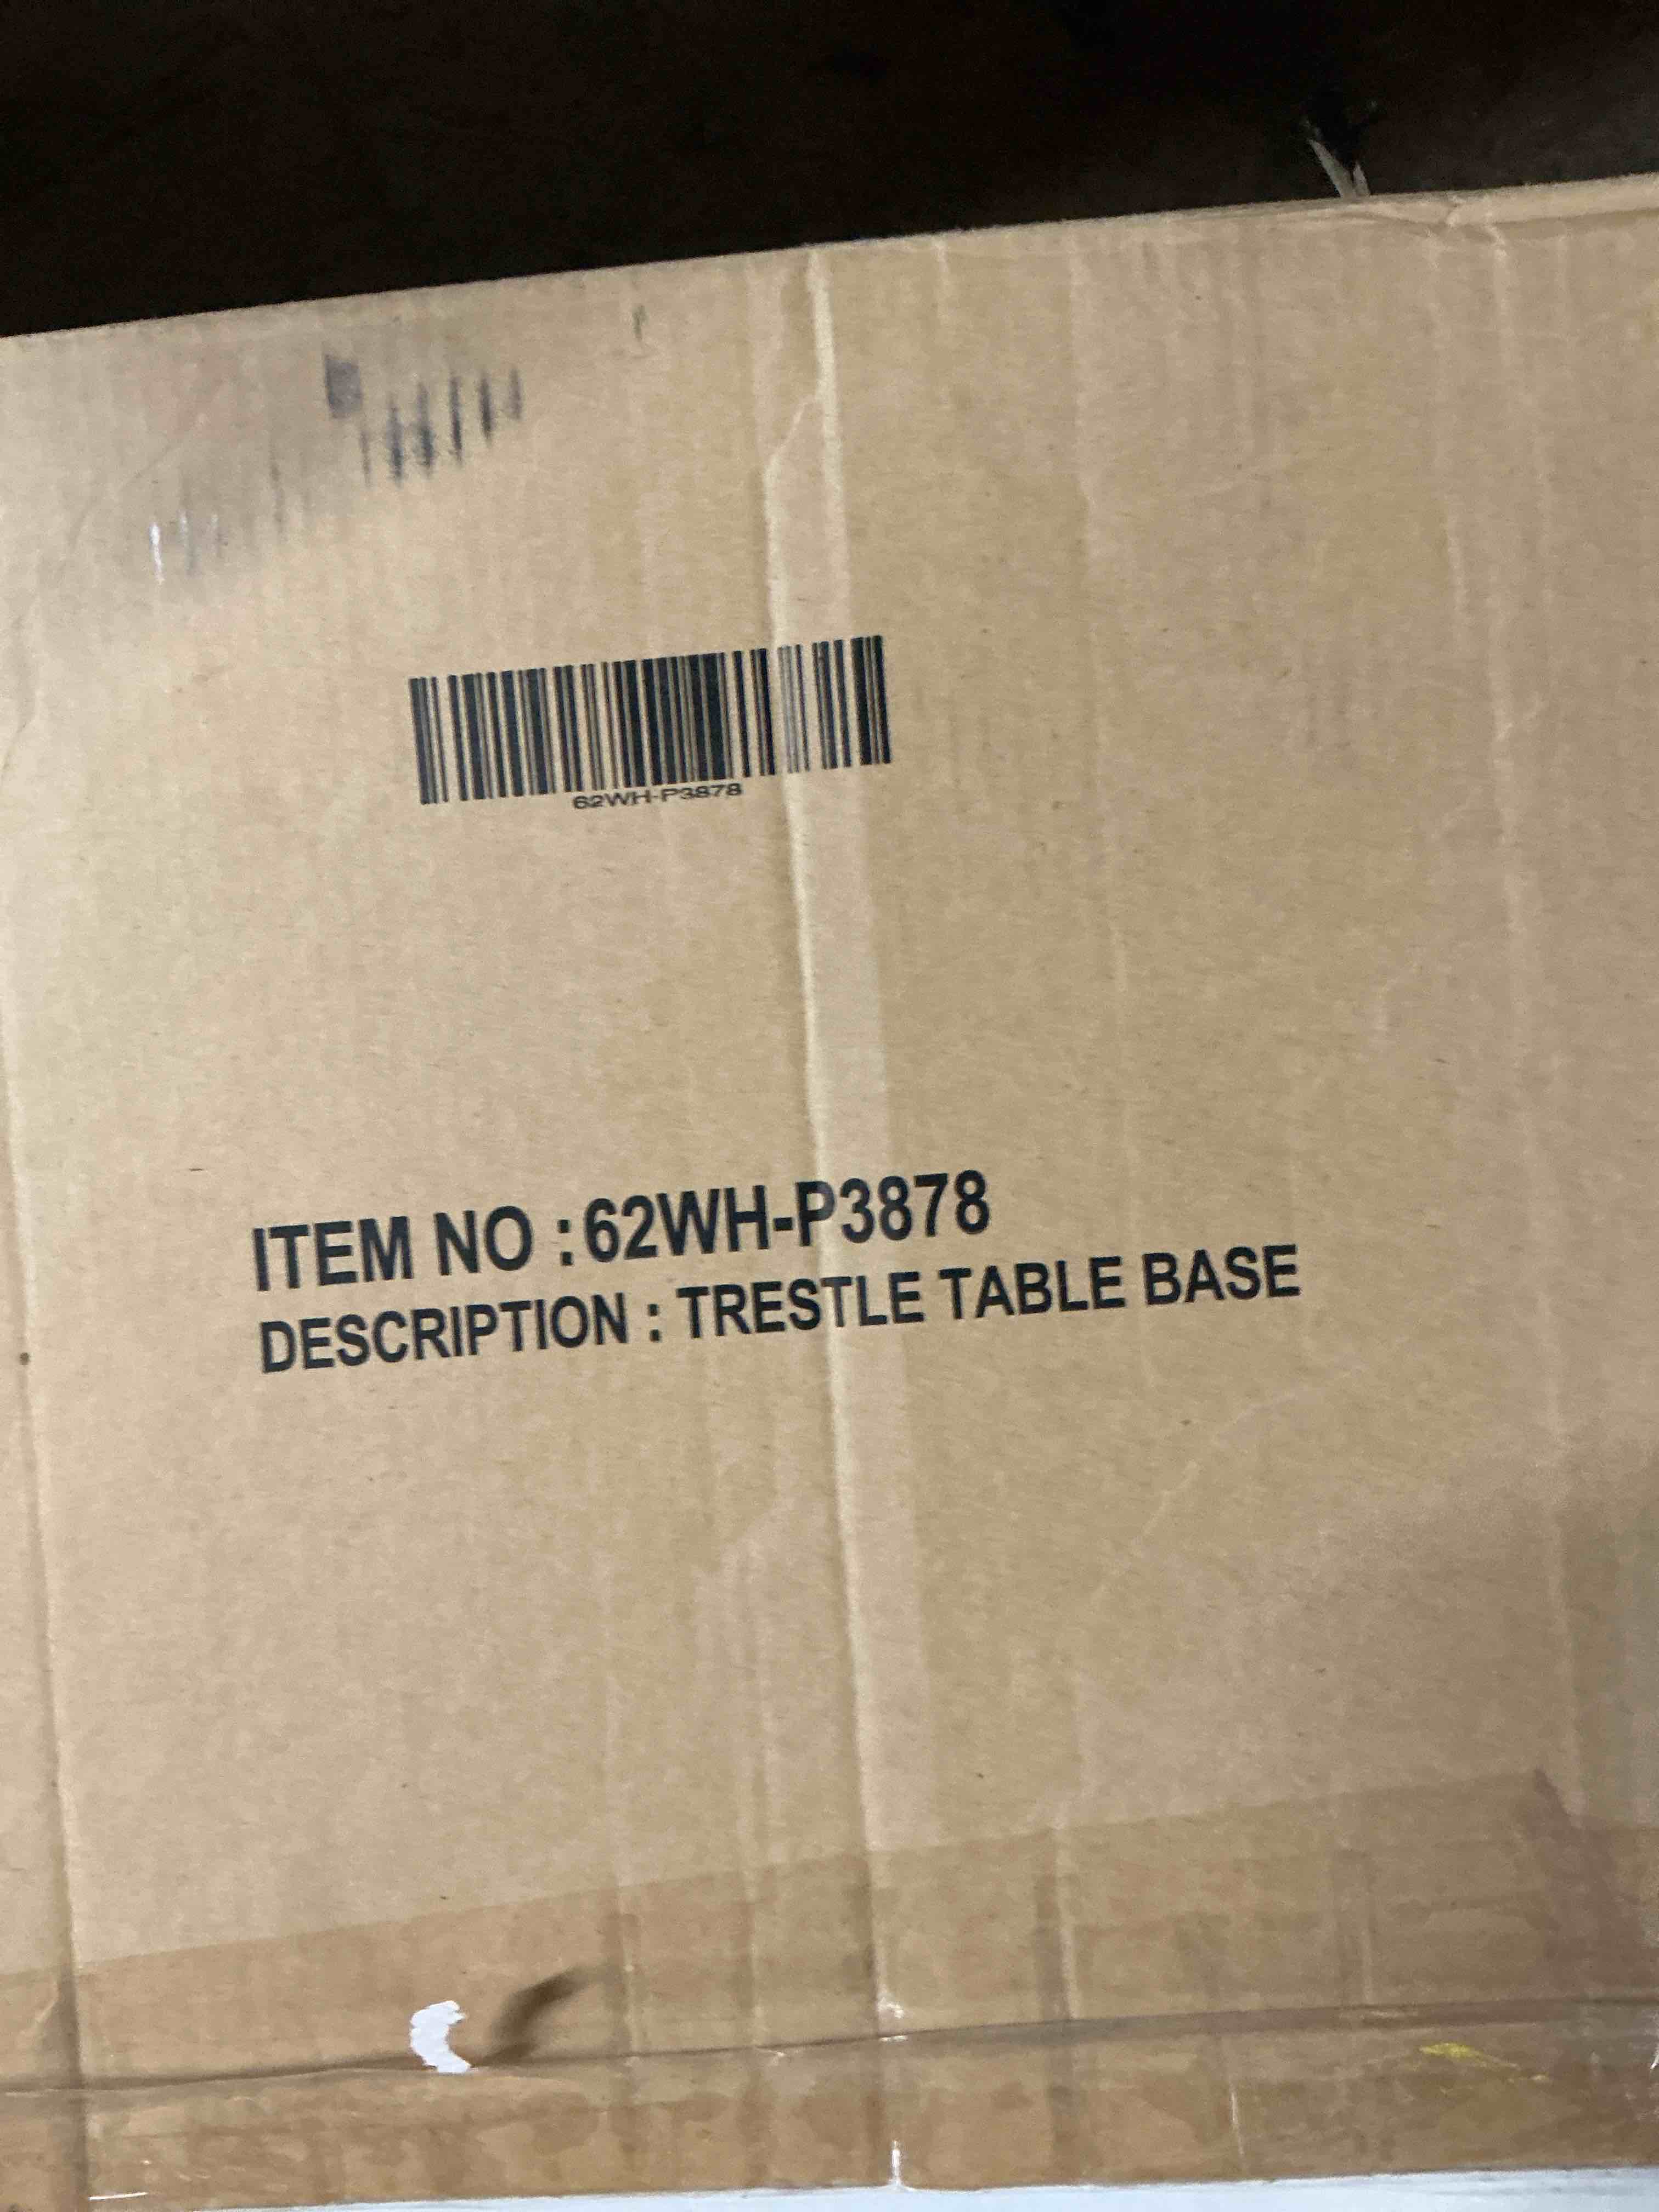 62WH-P3878
ITEM NO :62WH-P3878
DESCRIPTION : TRESTLE TABLE BASE